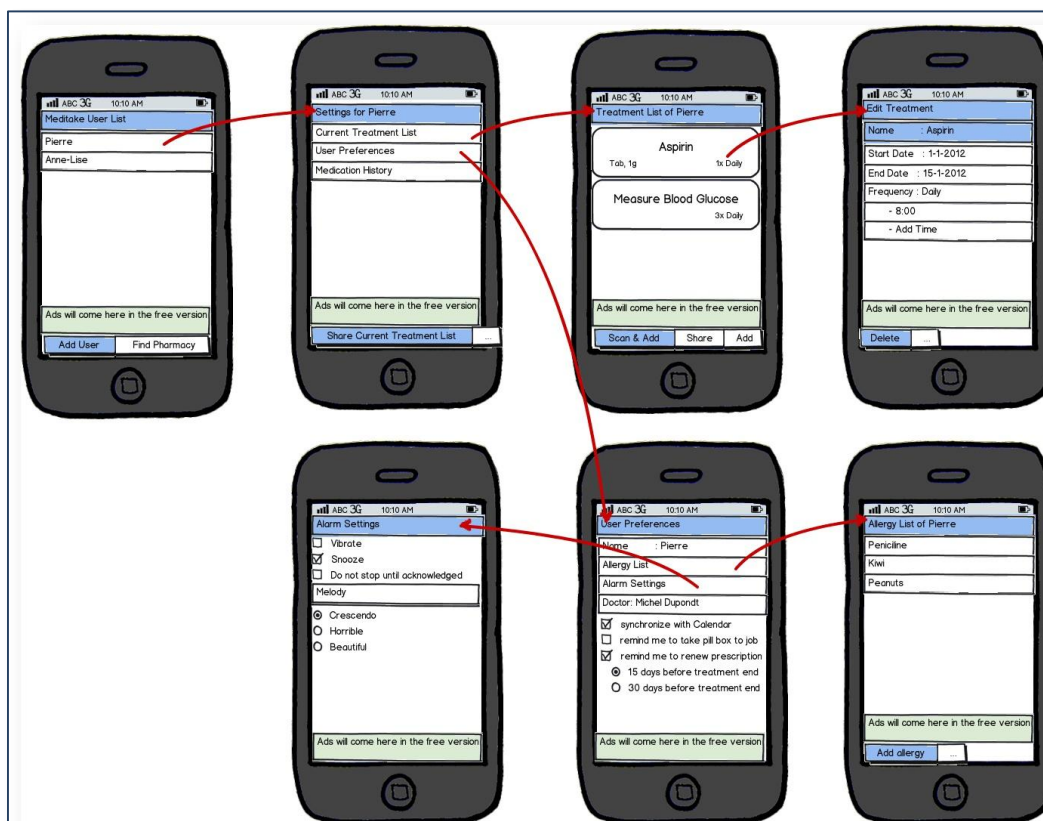 ABC 3G 10:10 AM
Meditake User List
Pierre
Anne-Lise
Ads will come here in the free version
Add User Find Pharmacy
ABC 3G 10:10 AM
Settings for Pierre
Current Treatment List
User Preferences
Medication History
Ads will come here in the free version
Share Current Treatment List ...
ABC 3G 10:10 AM
Treatment List of Pierre
Aspirin
Tab, 1g 1x Daily
Measure Blood Glucose
3x Daily
Ads will come here in the free version
Scan & Add Share Add
ABC 3G 10:10 AM
Edit Treatment
Name : Aspirin
Start Date : 1-1-2012
End Date : 15-1-2012
Frequency : Daily
- 8:00
- Add Time
Ads will come here in the free version
Delete ...
ABC 3G 10:10 AM
Alarm Settings
Vibrate
Snooze
Do not stop until acknowledged
Melody
Crescendo
Horrible
Beautiful
Ads will come here in the free version
ABC 3G 10:10 AM
User Preferences
Name : Pierre
Allergy List
Alarm Settings
Doctor: Michel Dupondt
synchronize with Calendar
remind me to take pill box to job
remind me to renew prescription
15 days before treatment end
30 days before treatment end
Ads will come here in the free version
ABC 3G 10:10 AM
Allergy List of Pierre
Peniciline
Kiwi
Peanuts
Ads will come here in the free version
Add allergy ...